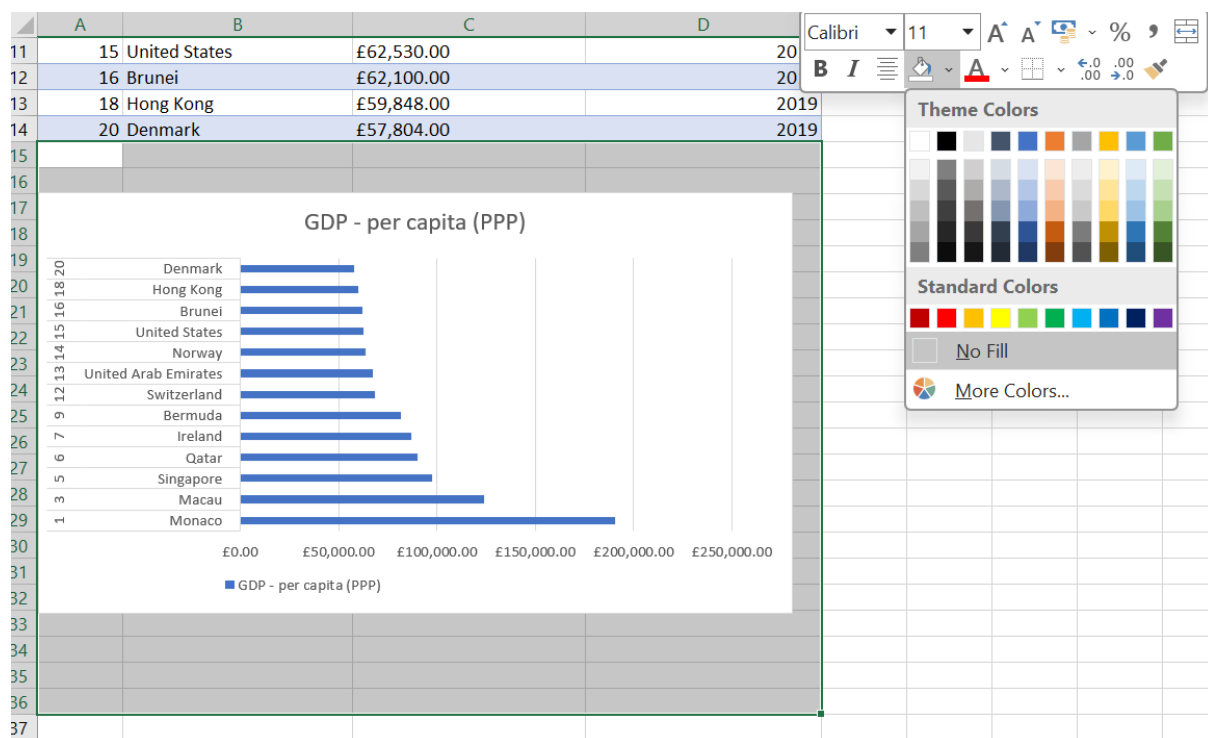 A B C D
Calibri 11 A A % ,
11 15 United States £62,530.00 20
B I A .0 .00 .00 .0
12 16 Brunei £62,100.00 20
13 18 Hong Kong £59,848.00 2019
14 20 Denmark £57,804.00 2019
15
16
17
18
19
20
21
22
23
24
25
26
27
28
29
30
31
32
33
34
35
36
37
GDP - per capita (PPP)
20 Denmark
18 Hong Kong
16 Brunei
15 United States
14 Norway
13 United Arab Emirates
12 Switzerland
9 Bermuda
7 Ireland
6 Qatar
5 Singapore
3 Macau
1 Monaco
£0.00 £50,000.00 £100,000.00 £150,000.00 £200,000.00 £250,000.00
GDP - per capita (PPP)
Theme Colors
Standard Colors
No Fill
More Colors...